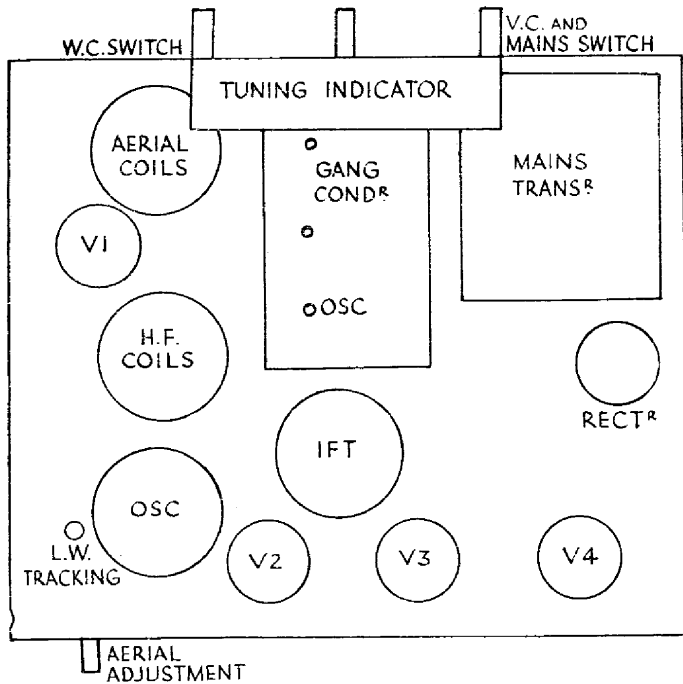 W.C. SWITCH
V.C. AND
MAINS SWITCH
TUNING INDICATOR
AERIAL
COILS
GANG
CONDR
MAINS
TRANSR
V1
OSC
H.F.
COILS
RECTR
IFT
OSC
L.W.
TRACKING
V2
V3
V4
AERIAL
ADJUSTMENT